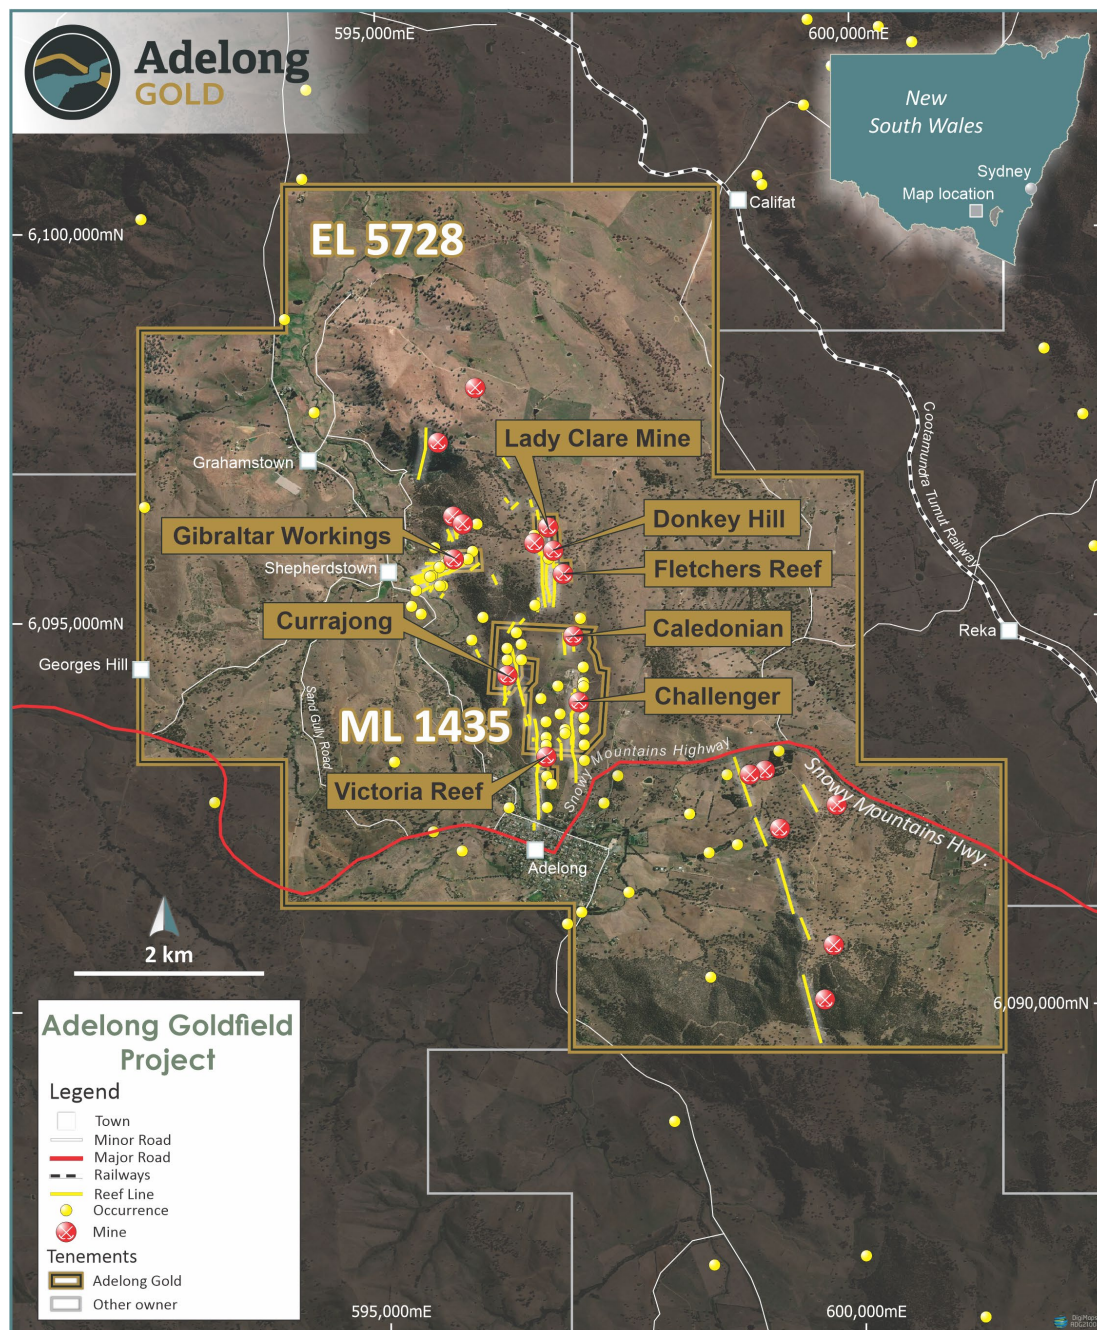 Adelong
GOLD
595,000mE
600,000mE
New
South Wales
Sydney
Map location
Califat
6,100,000mN
EL 5728
Cootamundra Tumut Railway
Lady Clare Mine
Grahamstown
Donkey Hill
Gibraltar Workings
Fletchers Reef
Shepherdstown
Currajong
Caledonian
6,095,000mN
Reka
Georges Hill
Challenger
Sand Gully Road
ML 1435
Snowy Mountains Highway
Victoria Reef
Snowy Mountains Hwy.
Adelong
2 km
6,090,000mN
Adelong Goldfield
Project
Legend
Town
Minor Road
Major Road
Railways
Reef Line
Occurrence
Mine
Tenements
Adelong Gold
Other owner
595,000mE
600,000mE
DigiMaps